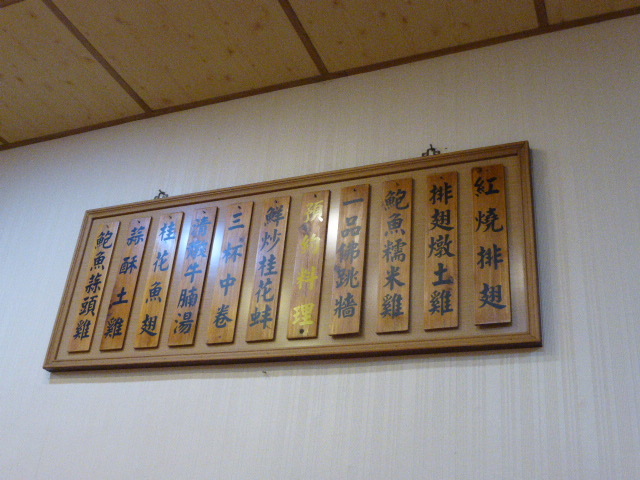 紅燒排翅
排翅燉土雞
鮑魚糯米雞
一品佛跳牆
預約料理
鮮炒桂花蚌
三杯中卷
清燉牛腩湯
桂花魚翅
蒜酥土雞
鮑魚蒜頭雞